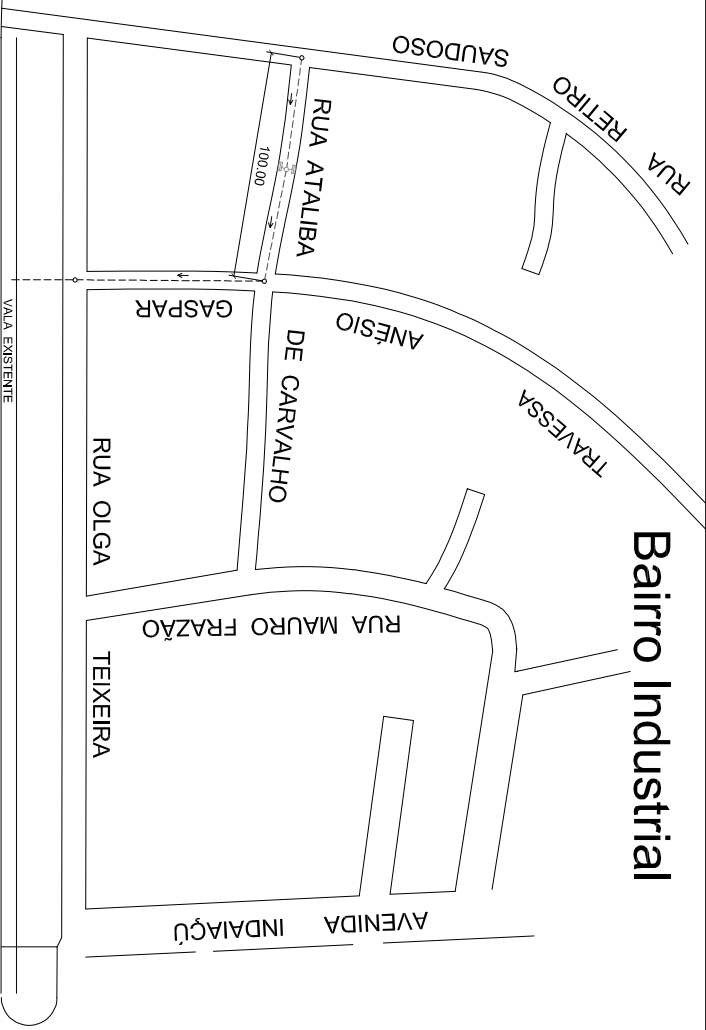 RUA RETIRO SAUDOSO
RUA ATALIBA DE CARVALHO
100.00
TRAVESSA ANÉSIO GASPAR
VALA EXISTENTE
RUA OLGA TEIXEIRA
RUA MAURO FRAZÃO
AVENIDA INDAIAÇÚ
Bairro Industrial